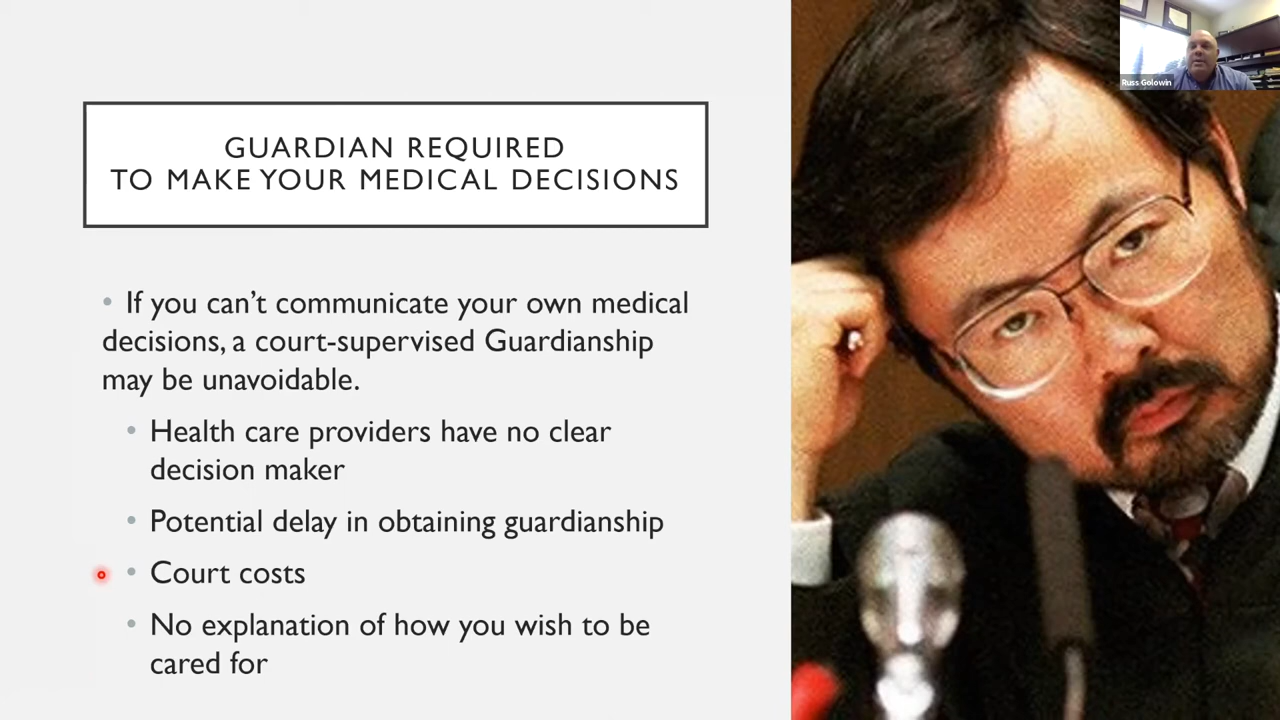 Russ Golowin
GUARDIAN REQUIRED
TO MAKE YOUR MEDICAL DECISIONS
• If you can’t communicate your own medical
decisions, a court-supervised Guardianship
may be unavoidable.
• Health care providers have no clear
decision maker
• Potential delay in obtaining guardianship
• Court costs
• No explanation of how you wish to be
cared for